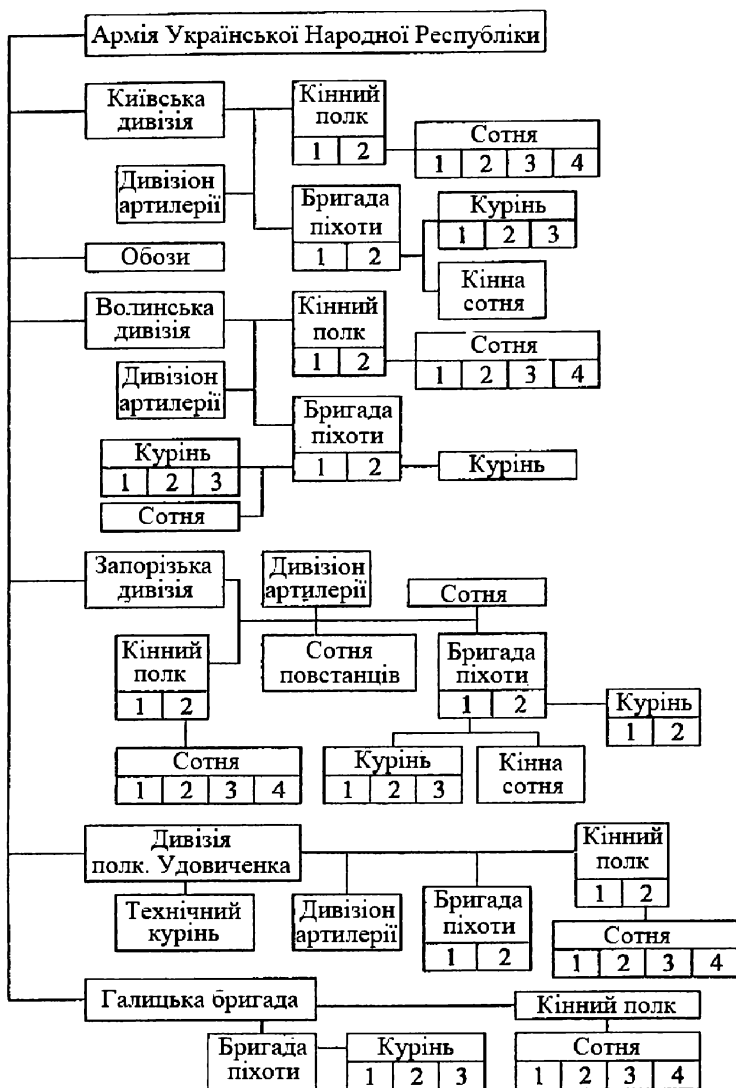 Армія Української Народної Республіки
Київська
дивізія
Кінний
полк
1 2
Сотня
1 2 3 4
Дивізіон
артилерії
Бригада
піхоти
1 2
Курінь
1 2 3
Кінна
сотня
Обози
Волинська
дивізія
Кінний
полк
1 2
Сотня
1 2 3 4
Дивізіон
артилерії
Бригада
піхоти
1 2
Курінь
1 2 3
Курінь
Сотня
Запорізька
дивізія
Дивізіон
артилерії
Сотня
Кінний
полк
1 2
Сотня
повстанців
Бригада
піхоти
1 2
Курінь
1 2
Сотня
1 2 3 4
Курінь
1 2 3
Кінна
сотня
Дивізія
полк. Удовиченка
Кінний
полк
1 2
Технічний
курінь
Дивізіон
артилерії
Бригада
піхоти
1 2
Сотня
1 2 3 4
Галицька бригада
Кінний полк
Бригада
піхоти
Курінь
1 2 3
Сотня
1 2 3 4